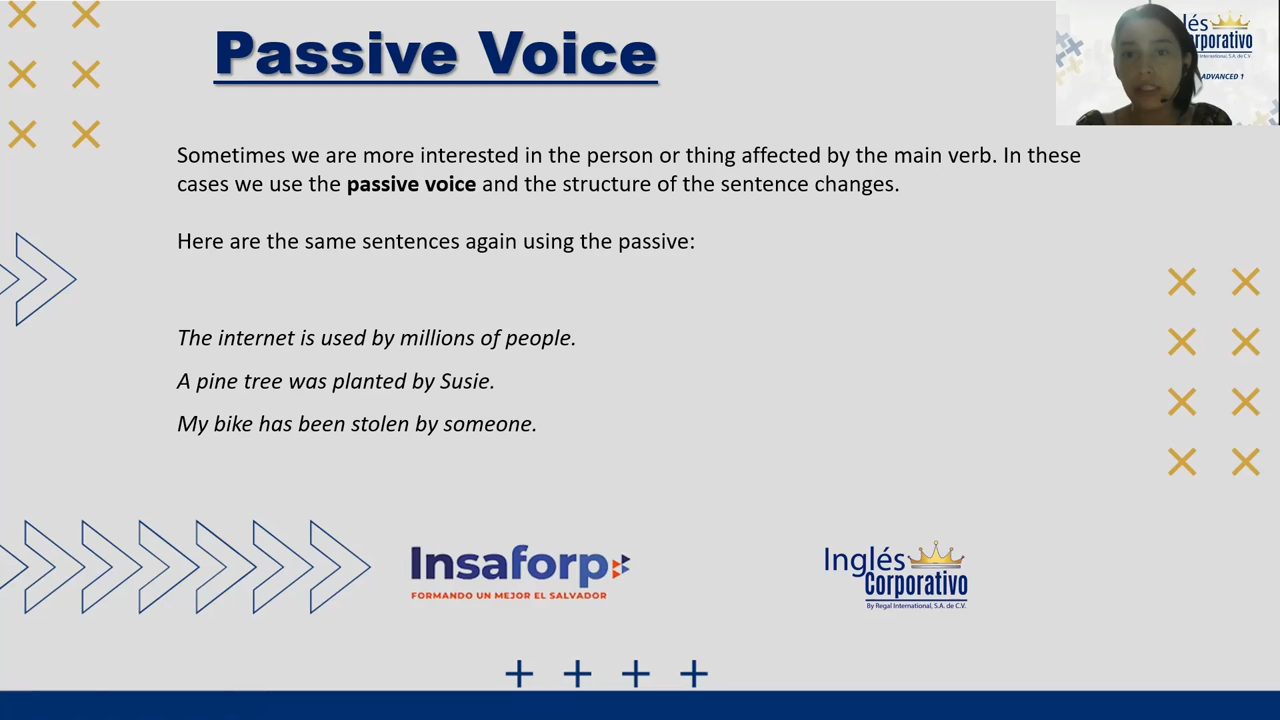 Passive Voice
lés
orporativo
ADVANCED 1
Sometimes we are more interested in the person or thing affected by the main verb. In these
cases we use the passive voice and the structure of the sentence changes.
Here are the same sentences again using the passive:
The internet is used by millions of people.
A pine tree was planted by Susie.
My bike has been stolen by someone.
Insaforp
FORMANDO UN MEJOR EL SALVADOR
Inglés
Corporativo
By Regal International, S.A. de C.V.